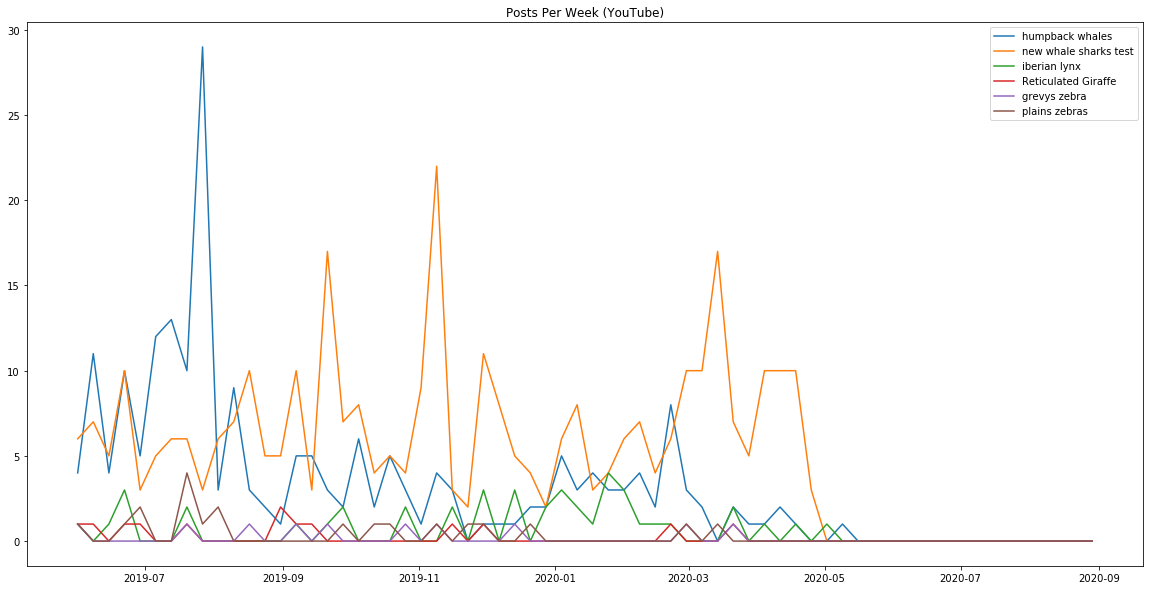 Posts Per Week (YouTube)
humpback whales
new whale sharks test
iberian lynx
Reticulated Giraffe
grevys zebra
plains zebras
30
25
20
15
10
5
0
2019-07 2019-09 2019-11 2020-01 2020-03 2020-05 2020-07 2020-09